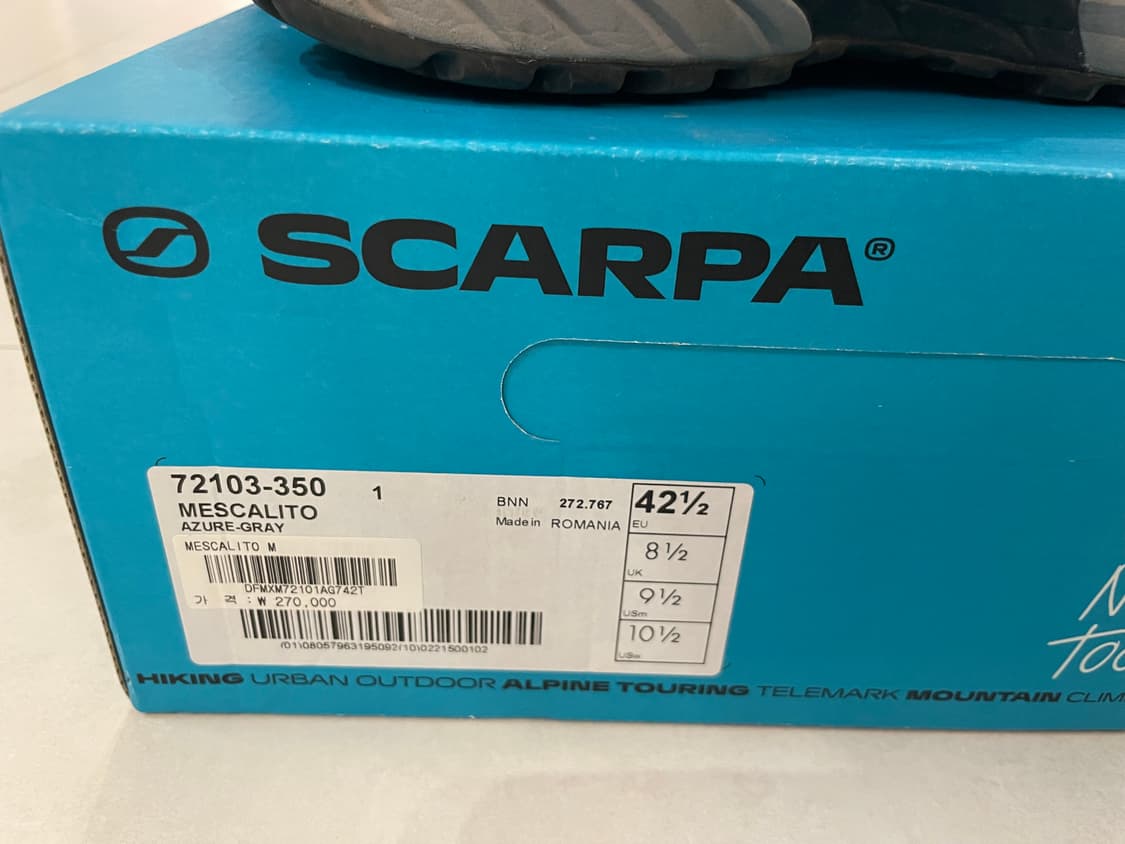 SCARPA®
72103-350 1
MESCALITO
AZURE-GRAY
BNN 272.767
Made in ROMANIA
42½
EU
8½
UK
9½
USm
10½
USw
MESCALITO M
DFMXM72101AG742T
가 격 : ₩ 270,000
(01)08057963195092(10)0221500102
HIKING URBAN OUTDOOR ALPINE TOURING TELEMARK MOUNTAIN CLIM